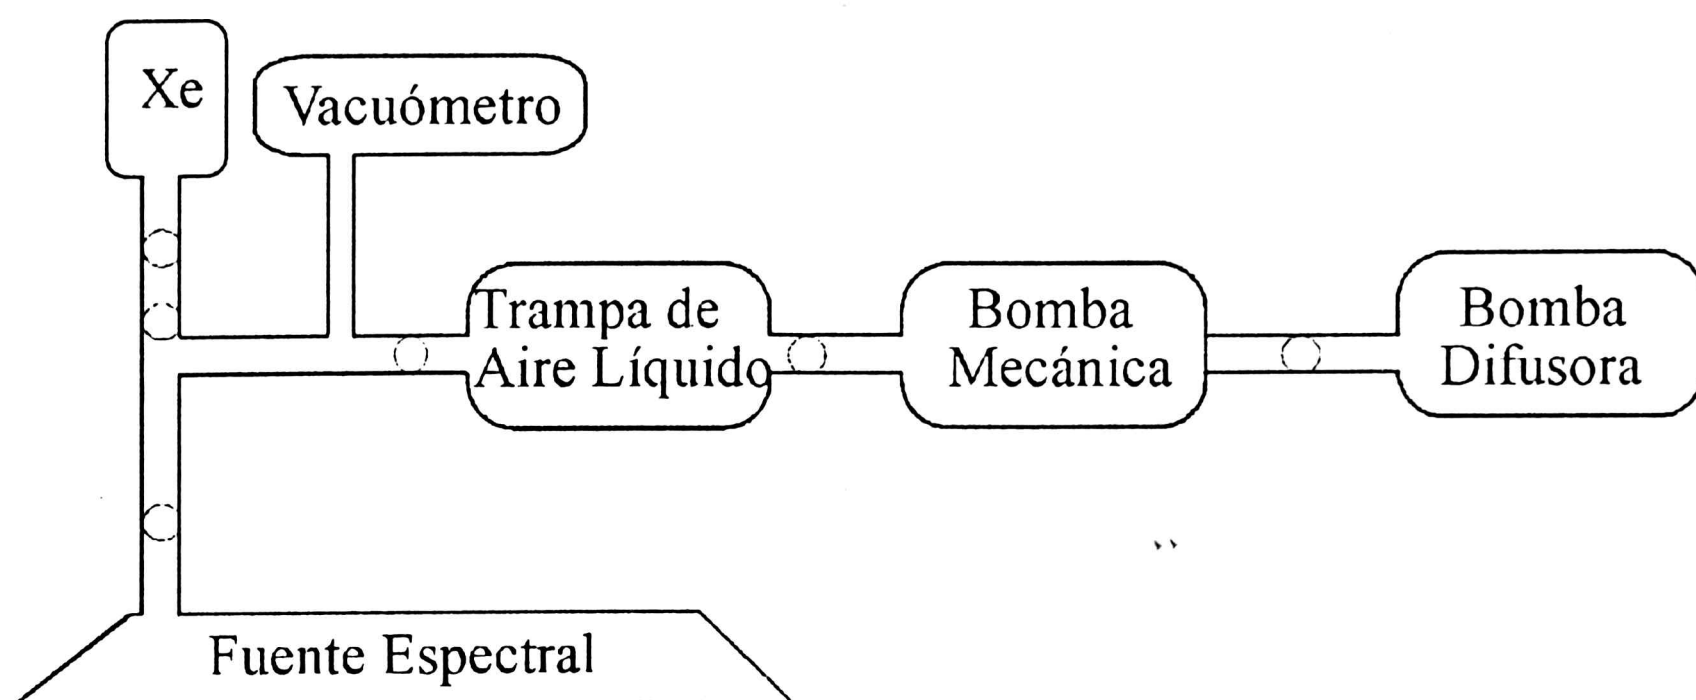 Xe
Vacuómetro
Trampa de
Aire Líquido
Bomba
Mecánica
Bomba
Difusora
Fuente Espectral